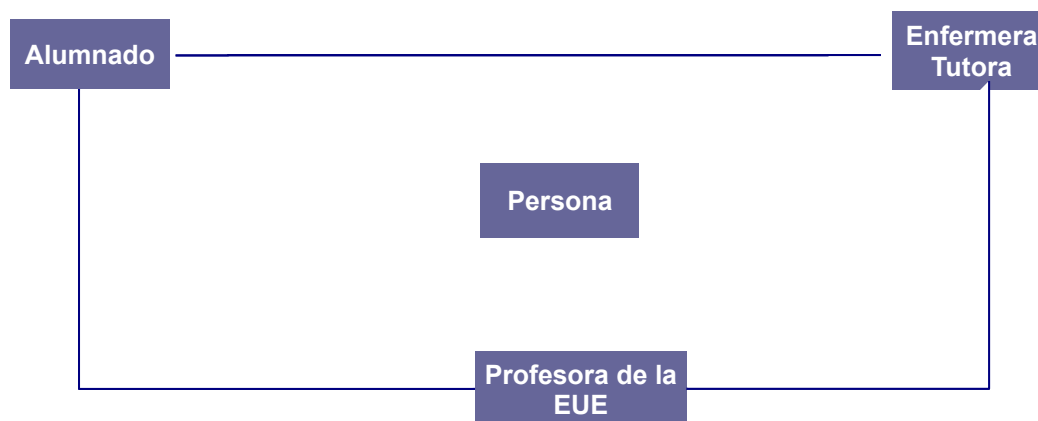 Alumnado
Enfermera
Tutora
Persona
Profesora de la
EUE